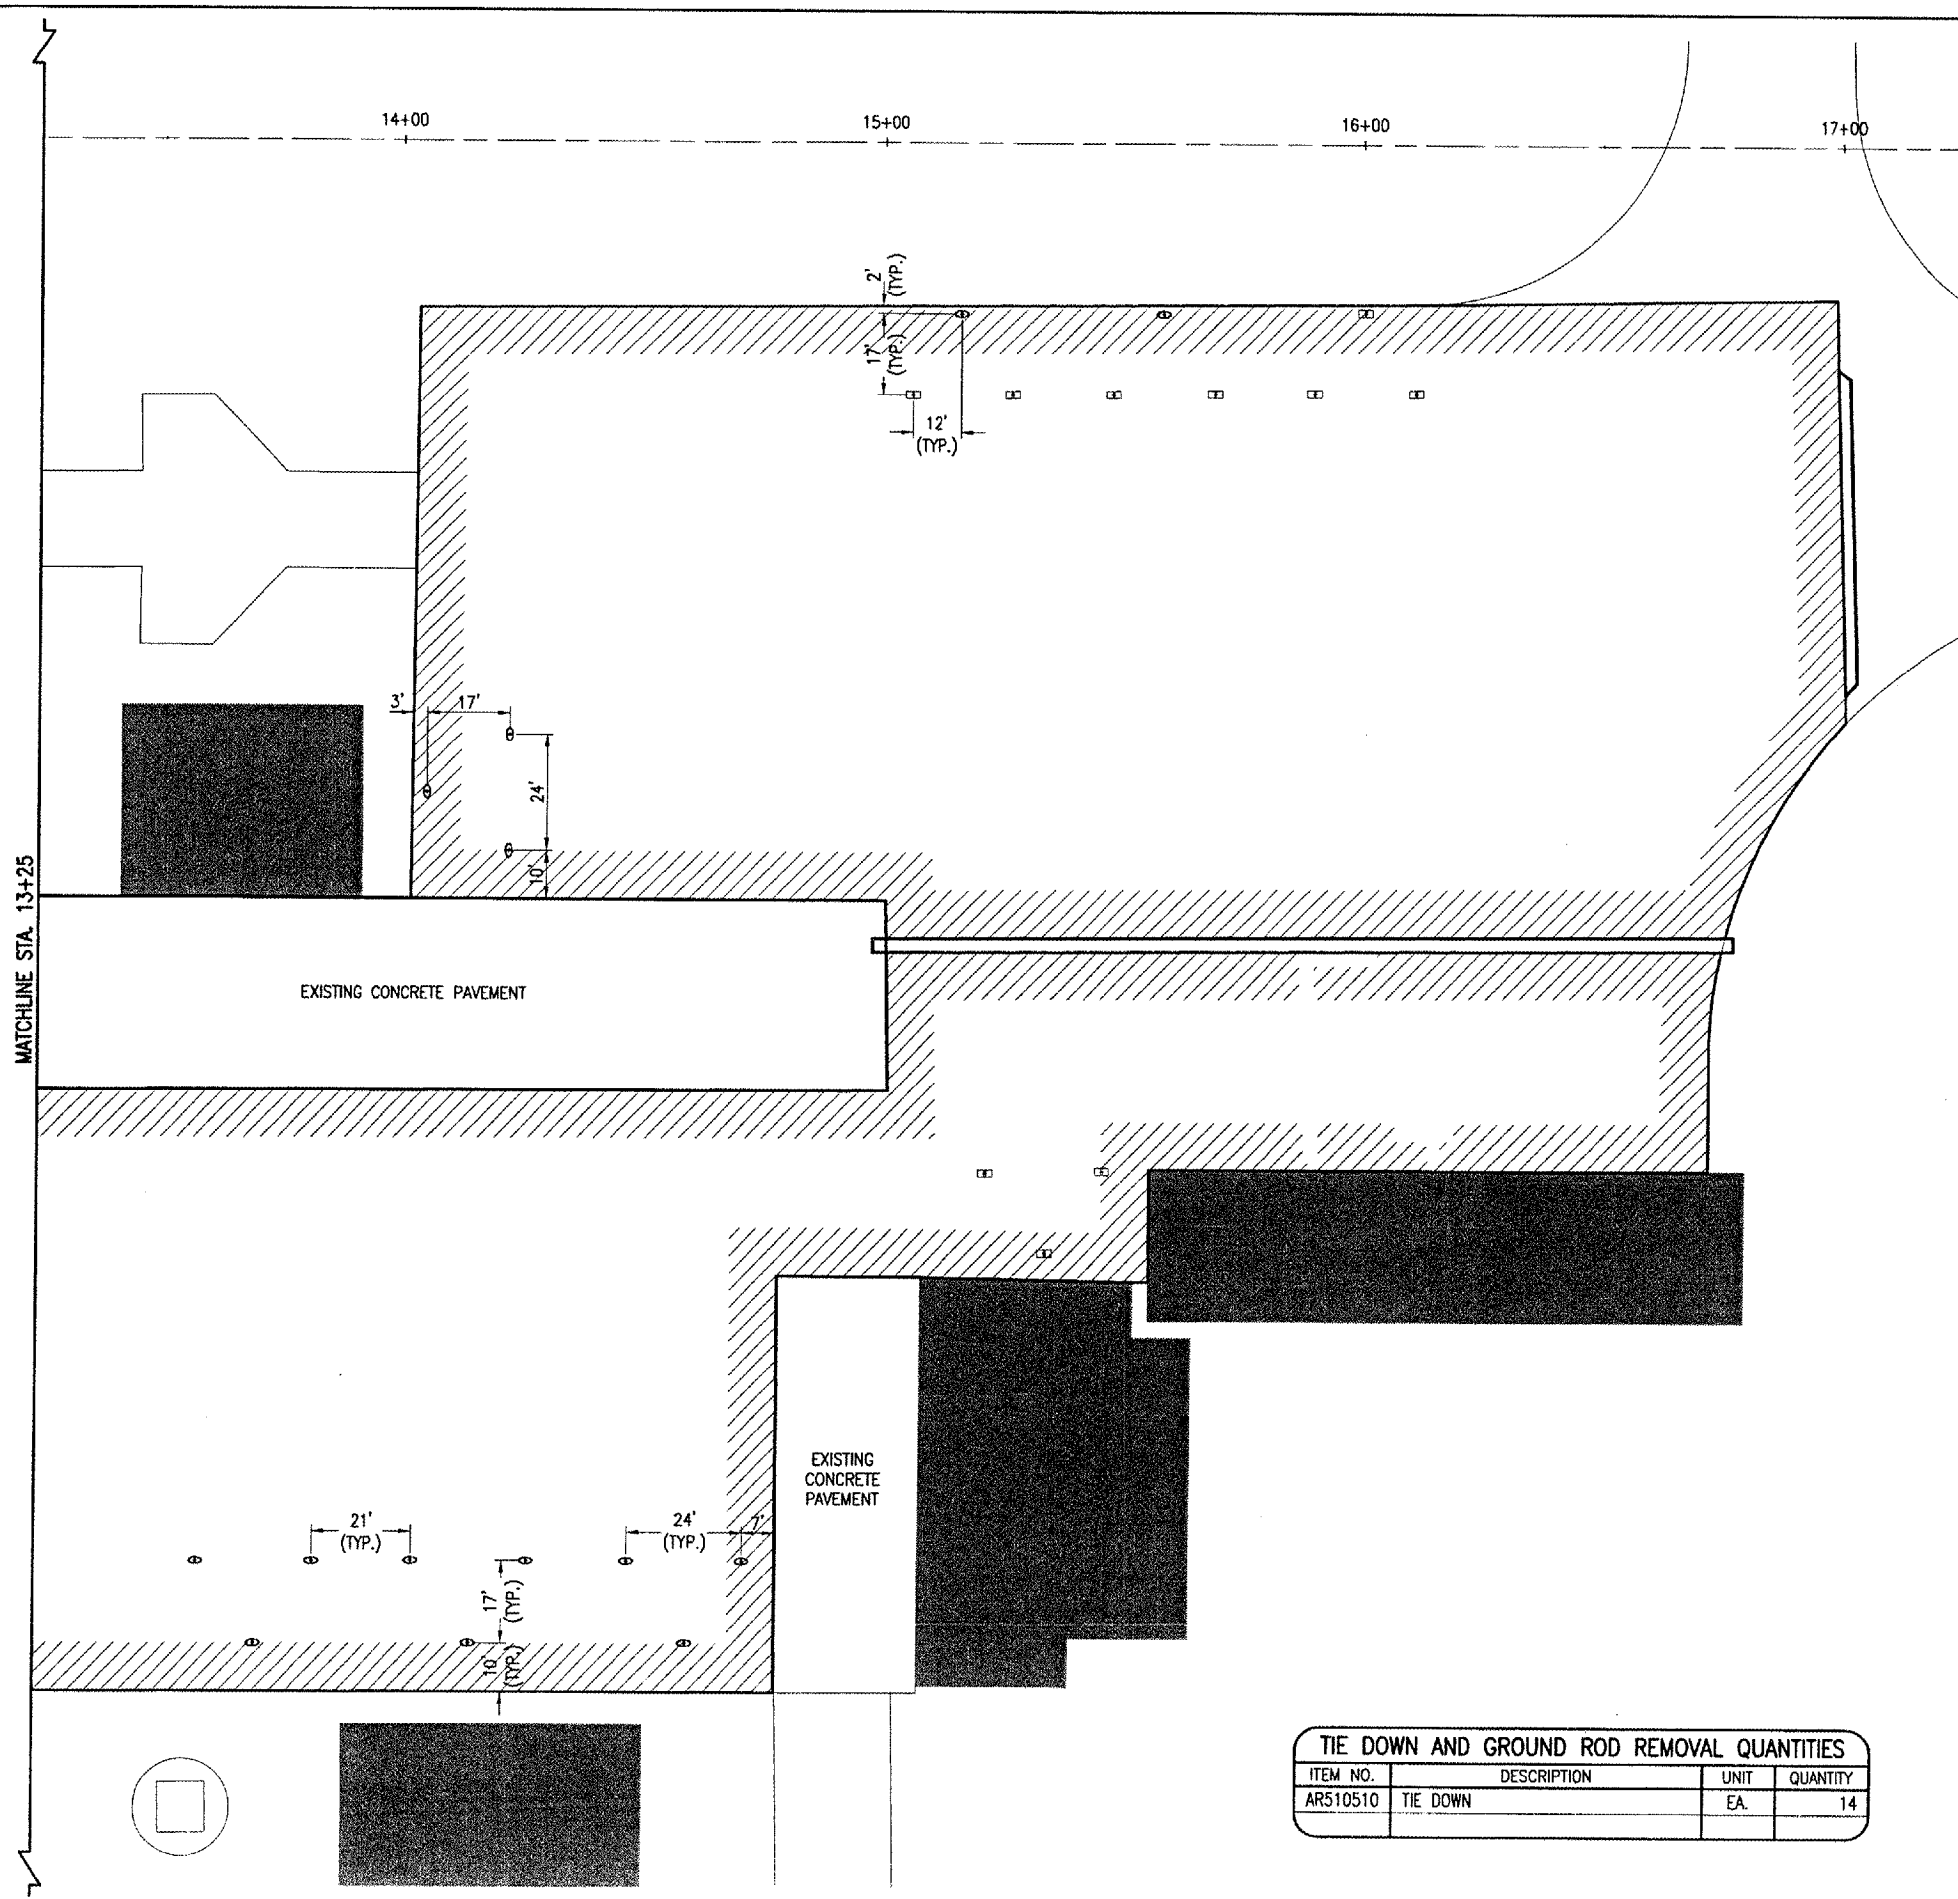 14+00
15+00
16+00
17+00
2'
(TYP.)
17'
(TYP.)
12'
(TYP.)
3'
17'
24'
10'
MATCHLINE STA. 13+25
EXISTING CONCRETE PAVEMENT
EXISTING
CONCRETE
PAVEMENT
21'
(TYP.)
24'
(TYP.)
7'
17'
(TYP.)
10'
(TYP.)
TIE DOWN AND GROUND ROD REMOVAL QUANTITIES
ITEM NO. DESCRIPTION UNIT QUANTITY
AR510510 TIE DOWN EA. 14